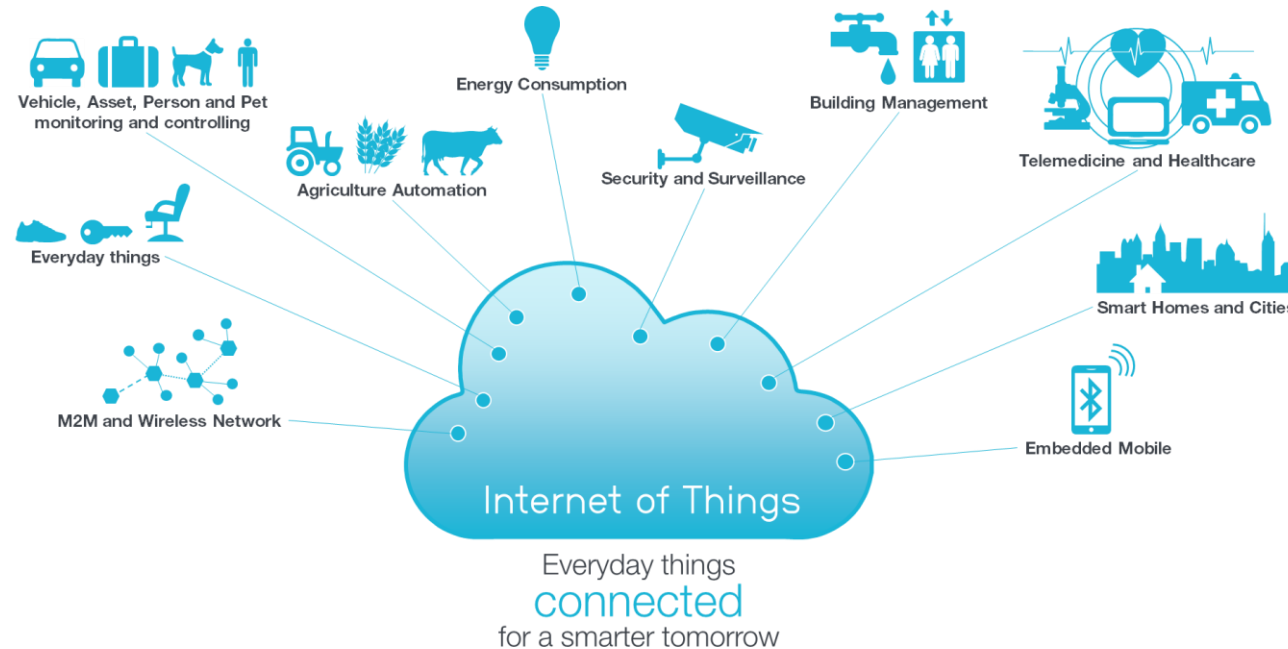 Energy Consumption
Vehicle, Asset, Person and Pet
monitoring and controlling
Building Management
Agriculture Automation
Security and Surveillance
Telemedicine and Healthcare
Everyday things
Smart Homes and Cities
M2M and Wireless Network
Embedded Mobile
Internet of Things
Everyday things
connected
for a smarter tomorrow